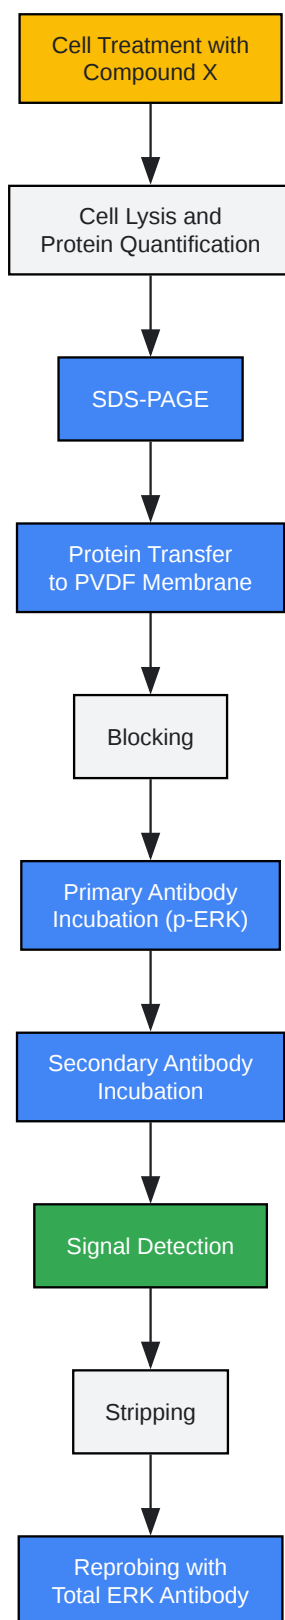 Cell Treatment with
Compound X
Cell Lysis and
Protein Quantification
SDS-PAGE
Protein Transfer
to PVDF Membrane
Blocking
Primary Antibody
Incubation (p-ERK)
Secondary Antibody
Incubation
Signal Detection
Stripping
Reprobing with
Total ERK Antibody